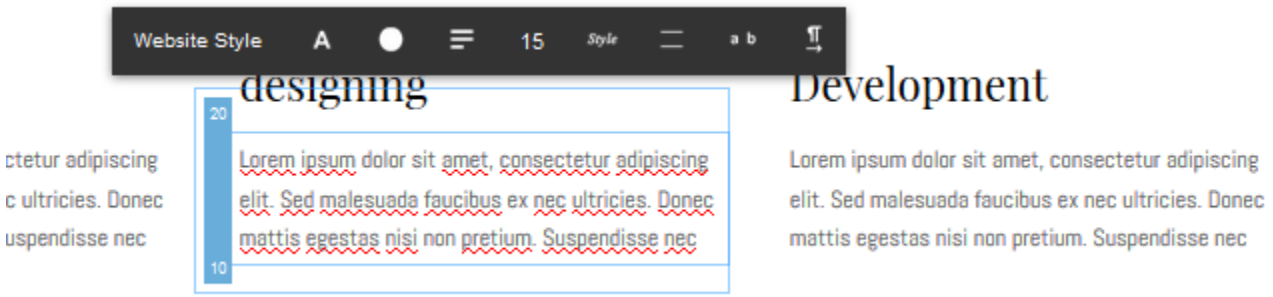 Website Style A 15 Style a b
designing
Development
20
ctetur adipiscing
c ultricies. Donec
uspendisse nec
Lorem ipsum dolor sit amet, consectetur adipiscing
elit. Sed malesuada faucibus ex nec ultricies. Donec
mattis egestas nisi non pretium. Suspendisse nec
10
Lorem ipsum dolor sit amet, consectetur adipiscing
elit. Sed malesuada faucibus ex nec ultricies. Donec
mattis egestas nisi non pretium. Suspendisse nec